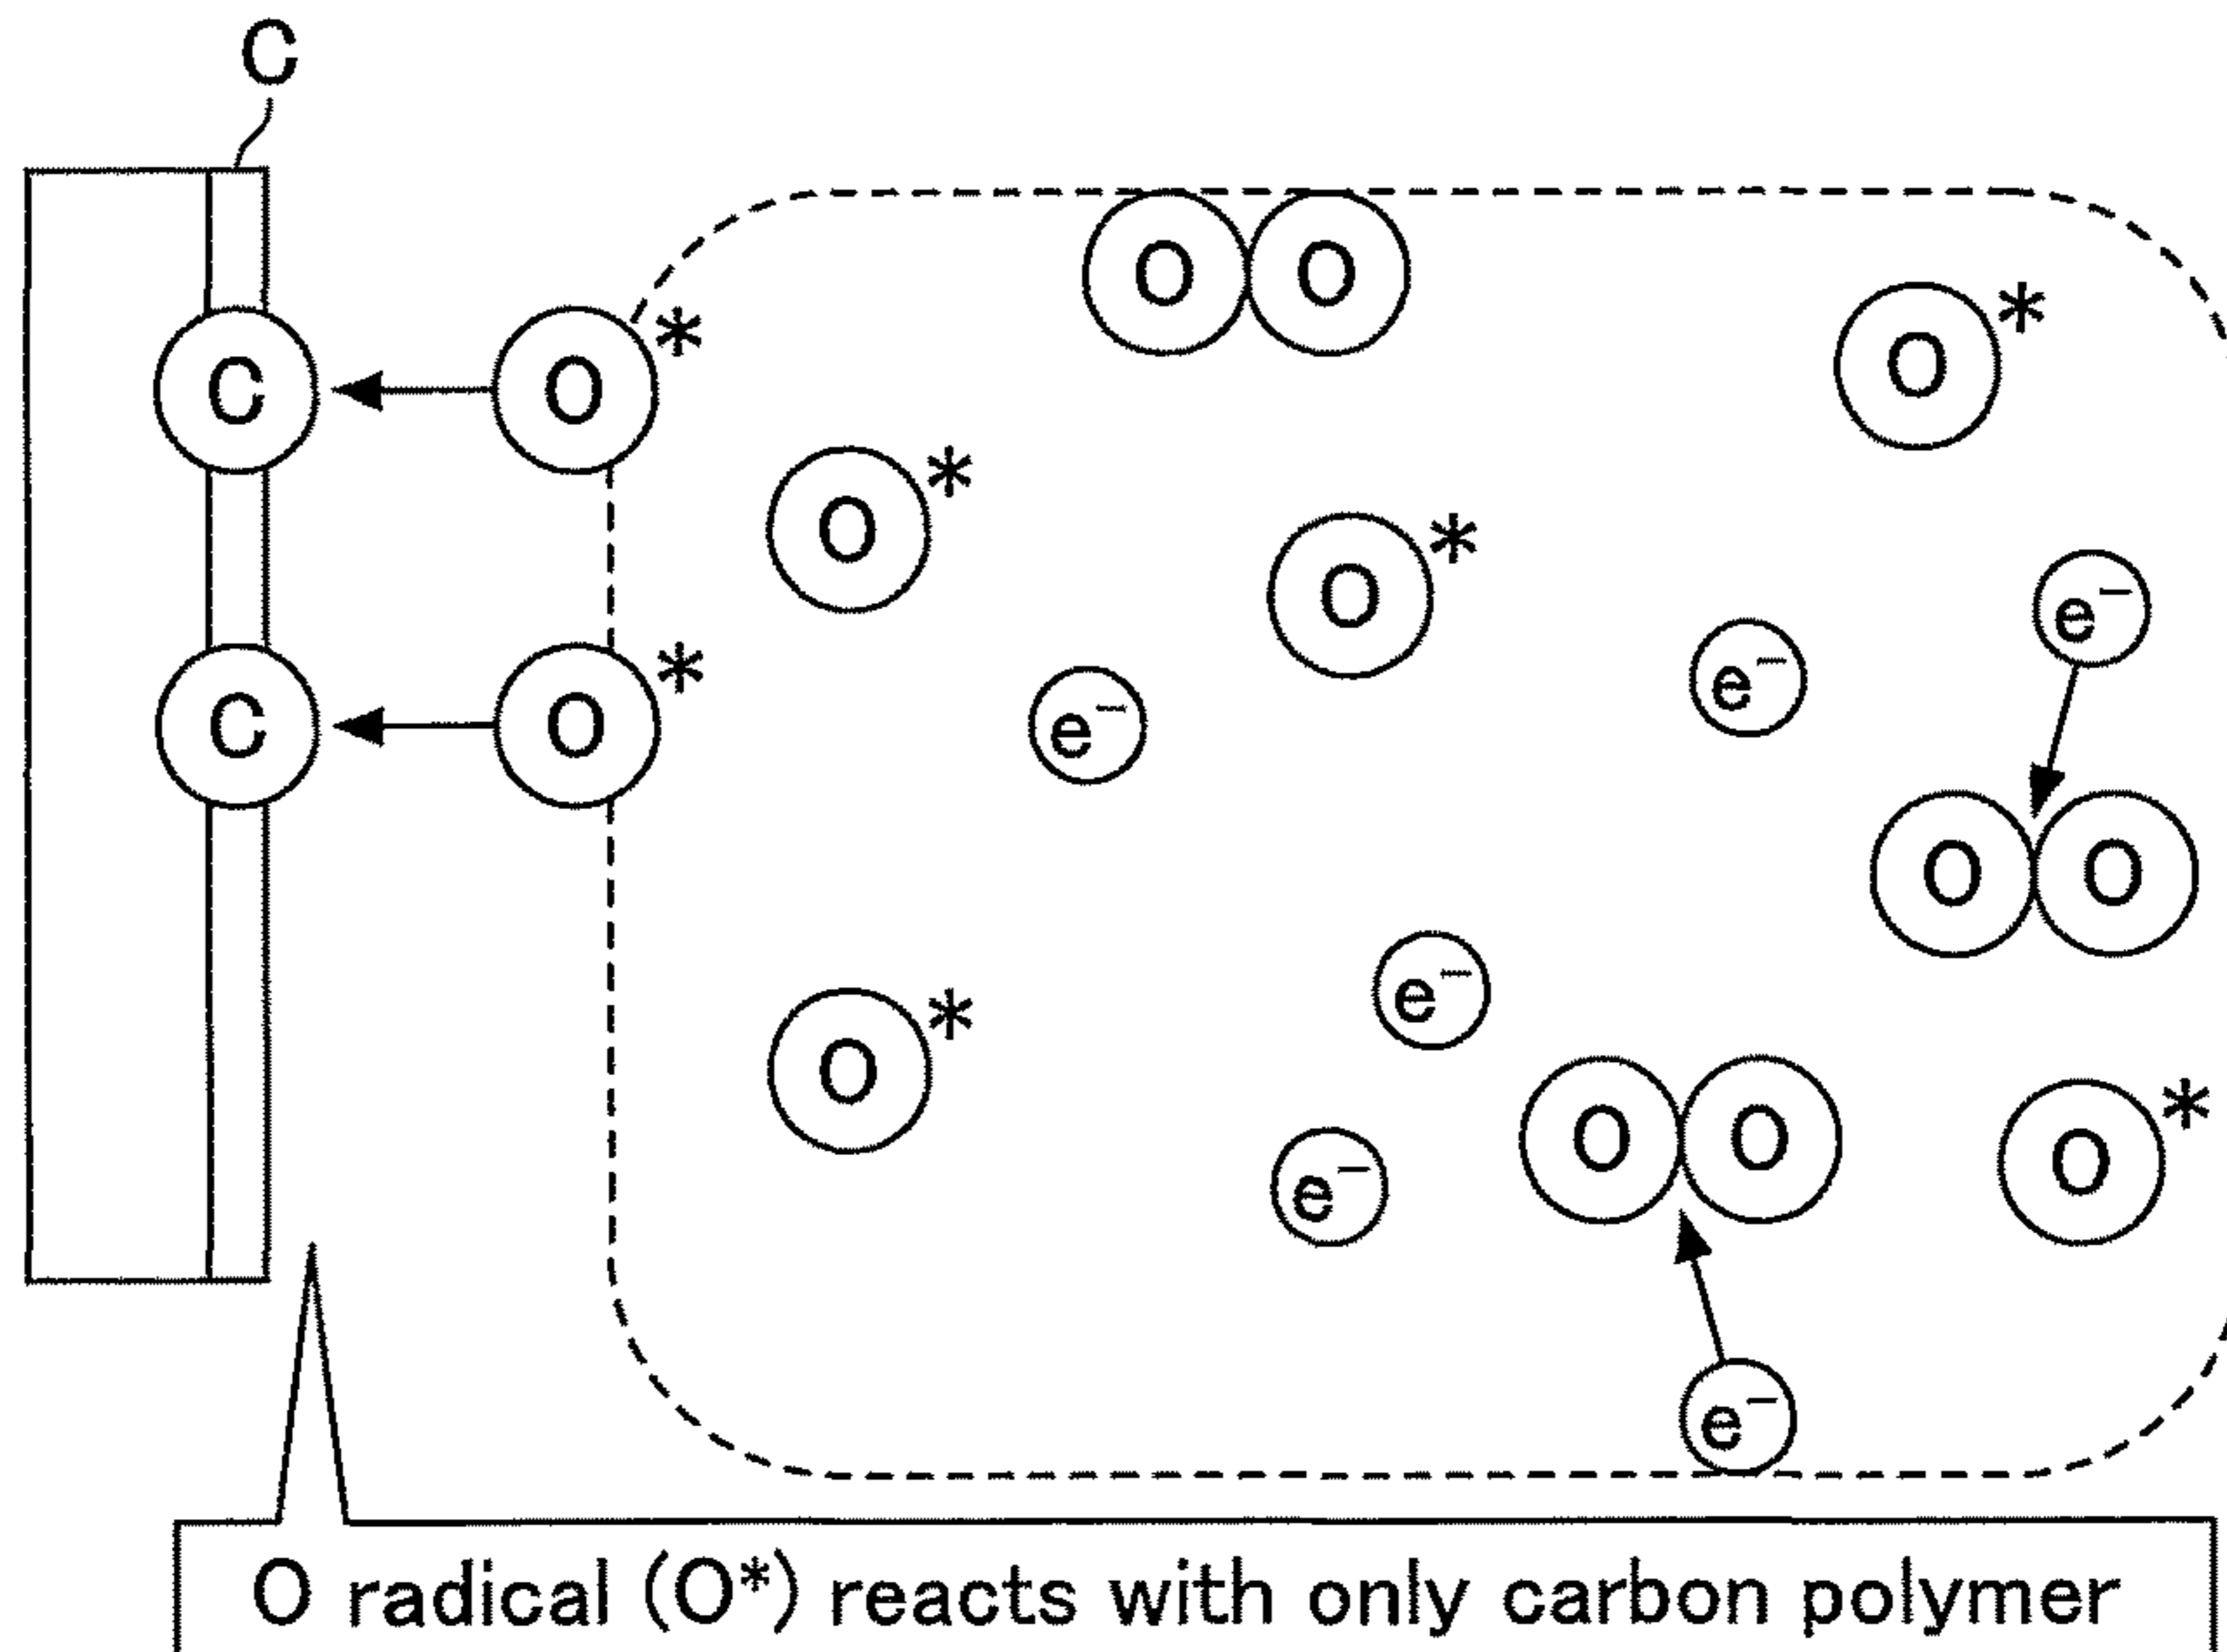 C
O O
O*
C O*
O*
O*
e⁻
e⁻
e⁻
C O*
O O
e⁻
O*
O O
O*
e⁻
e⁻
O radical (O*) reacts with only carbon polymer